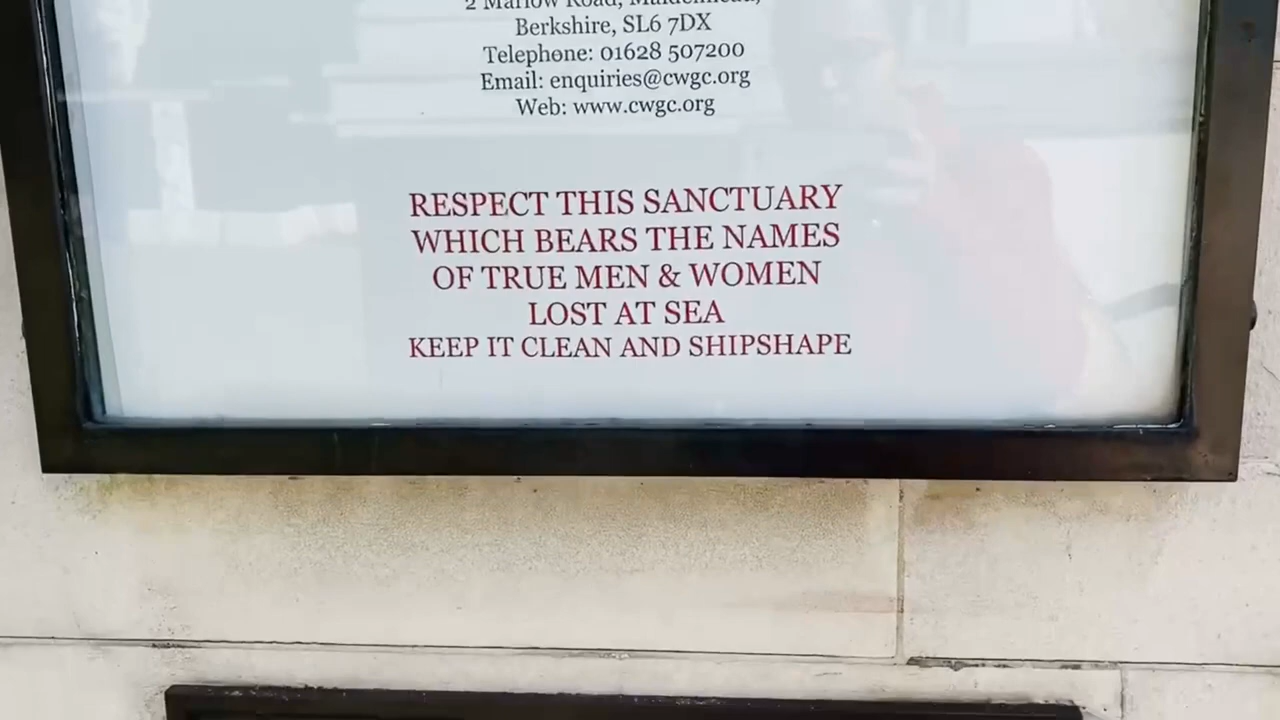 2 Marlow Road, Maidenhead,
Berkshire, SL6 7DX
Telephone: 01628 507200
Email: enquiries@cwgc.org
Web: www.cwgc.org
RESPECT THIS SANCTUARY
WHICH BEARS THE NAMES
OF TRUE MEN & WOMEN
LOST AT SEA
KEEP IT CLEAN AND SHIPSHAPE